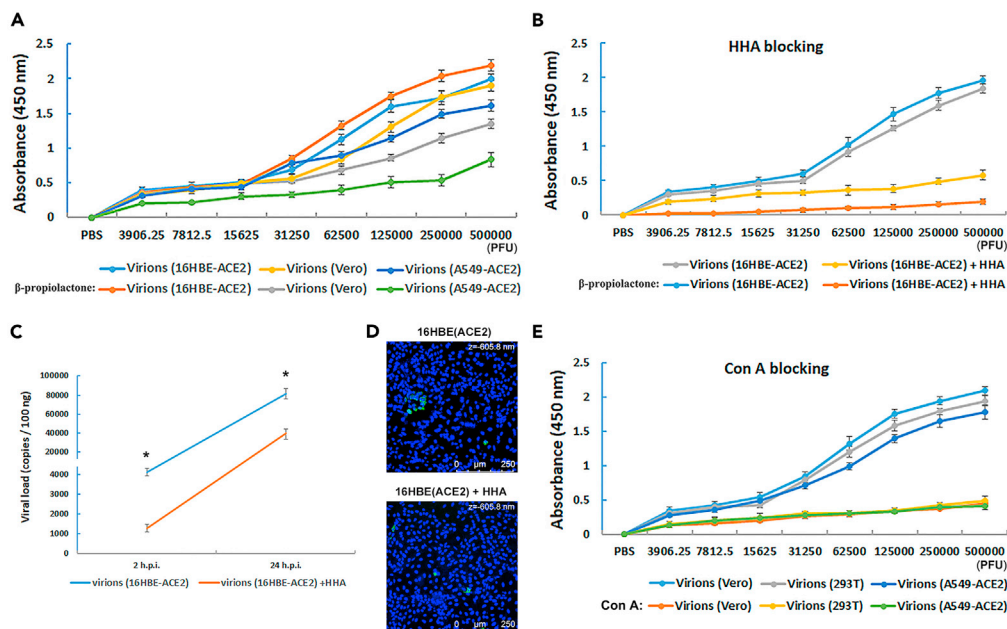 A
Absorbance (450 nm)
2.5
2
1.5
1
0.5
0
PBS 3906.25 7812.5 15625 31250 62500 125000 250000 500000
(PFU)
Virions (16HBE-ACE2) Virions (Vero) Virions (A549-ACE2)
β-propiolactone: Virions (16HBE-ACE2) Virions (Vero) Virions (A549-ACE2)
B
HHA blocking
Absorbance (450 nm)
2.5
2
1.5
1
0.5
0
PBS 3906.25 7812.5 15625 31250 62500 125000 250000 500000
(PFU)
Virions (16HBE-ACE2) Virions (16HBE-ACE2) + HHA
β-propiolactone: Virions (16HBE-ACE2) Virions (16HBE-ACE2) + HHA
C
Viral load (copies / 100 ng)
100000
80000
60000
40000
20000
4000
3000
2000
1000
0
*
*
2 h.p.i. 24 h.p.i.
virions (16HBE-ACE2) virions (16HBE-ACE2) +HHA
D
16HBE(ACE2)
z=-605.8 nm
0 µm 250
16HBE(ACE2) + HHA
z=-605.8 nm
0 µm 250
E
Con A blocking
Absorbance (450 nm)
2.5
2
1.5
1
0.5
0
PBS 3906.25 7812.5 15625 31250 62500 125000 250000 500000
(PFU)
Virions (Vero) Virions (293T) Virions (A549-ACE2)
Con A: Virions (Vero) Virions (293T) Virions (A549-ACE2)